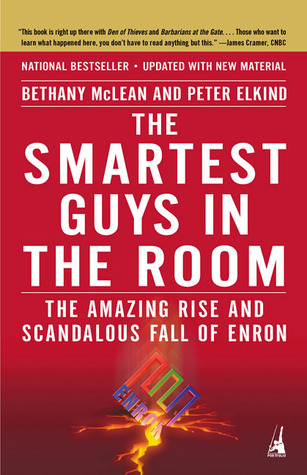 "This book is right up there with Den of Thieves and Barbarians at the Gate. . . . Those who want to
learn what happened here, you don't have to read anything but this."—James Cramer, CNBC
NATIONAL BESTSELLER • UPDATED WITH NEW MATERIAL
BETHANY McLEAN AND PETER ELKIND
THE
SMARTEST
GUYS IN
THE ROOM
THE AMAZING RISE AND
SCANDALOUS FALL OF ENRON
ENRON
PORTFOLIO